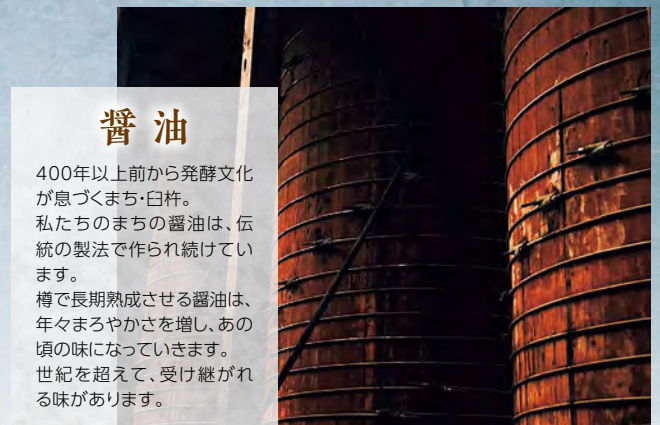 醤油
400年以上前から発酵文化
が息づくまち・臼杵。
私たちのまちの醤油は、伝
統の製法で作られ続けてい
ます。
樽で長期熟成させる醤油は、
年々まろやかさを増し、あの
頃の味になっていきます。
世紀を超えて、受け継がれ
る味があります。